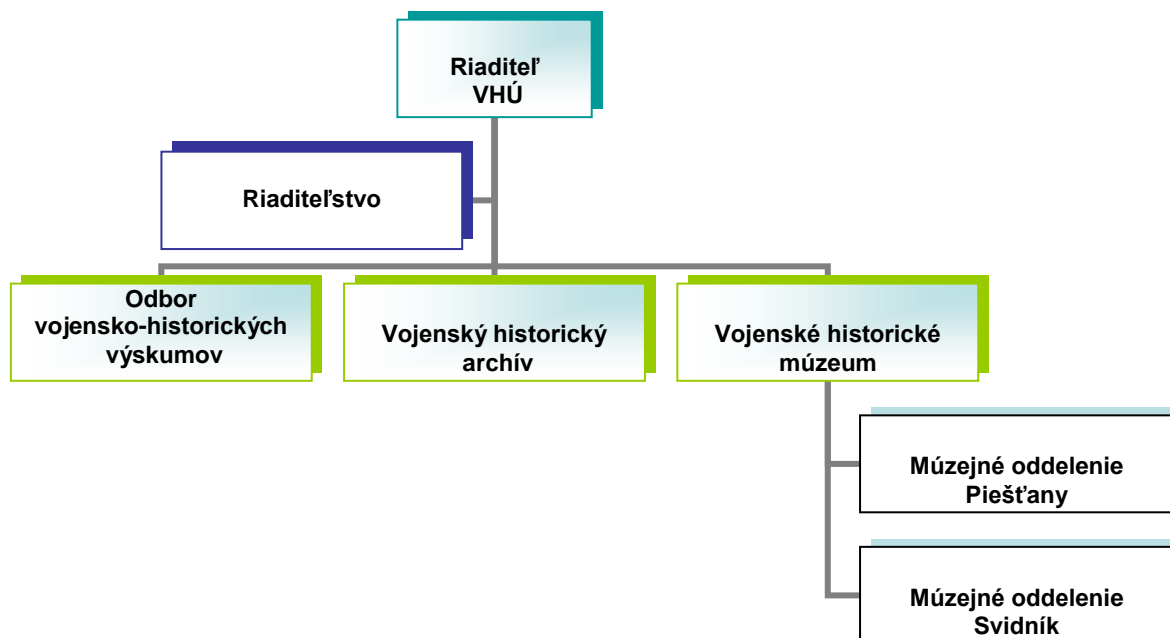 Riaditeľ
VHÚ
Riaditeľstvo
Odbor
vojensko-historických
výskumov
Vojenský historický
archív
Vojenské historické
múzeum
Múzejné oddelenie
Piešťany
Múzejné oddelenie
Svidník